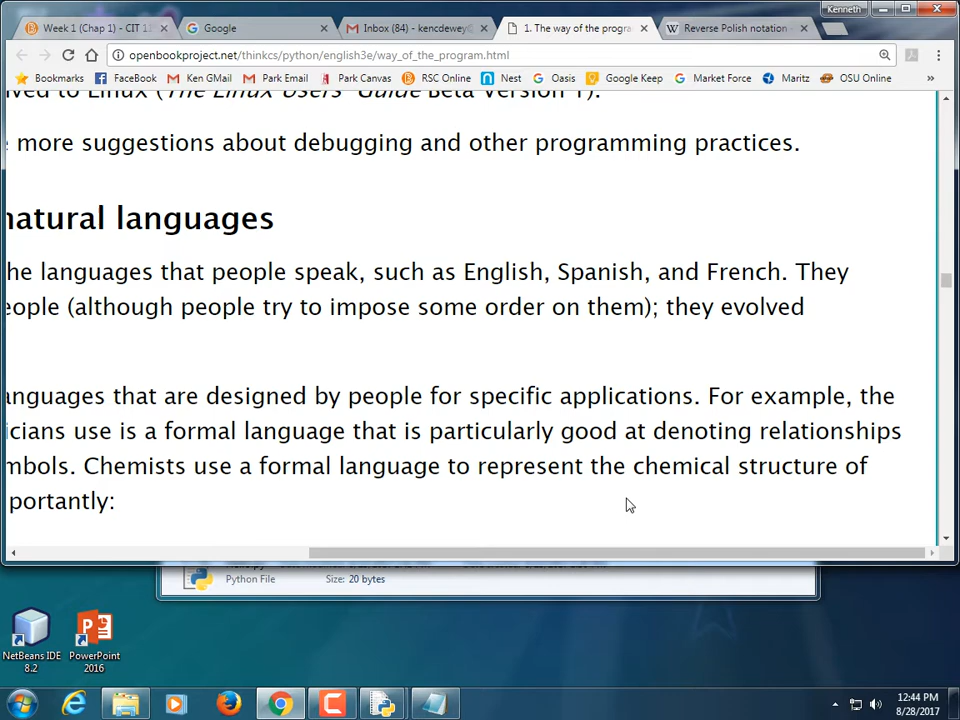 Kenneth
Week 1 (Chap 1) - CIT 11
Google
Inbox (84) - kencdewey
1. The way of the progra
Reverse Polish notation
openbookproject.net/thinkcs/python/english3e/way_of_the_program.html
Bookmarks FaceBook Ken GMail Park Email Park Canvas RSC Online Nest Oasis Google Keep Market Force Maritz OSU Online »
ved to Linux (The Linux Users' Guide Beta Version 1).
more suggestions about debugging and other programming practices.
natural languages
he languages that people speak, such as English, Spanish, and French. They
eople (although people try to impose some order on them); they evolved
anguages that are designed by people for specific applications. For example, the
icians use is a formal language that is particularly good at denoting relationships
mbols. Chemists use a formal language to represent the chemical structure of
portantly:
Python File Size: 20 bytes
NetBeans IDE
8.2
PowerPoint
2016
12:44 PM
8/28/2017